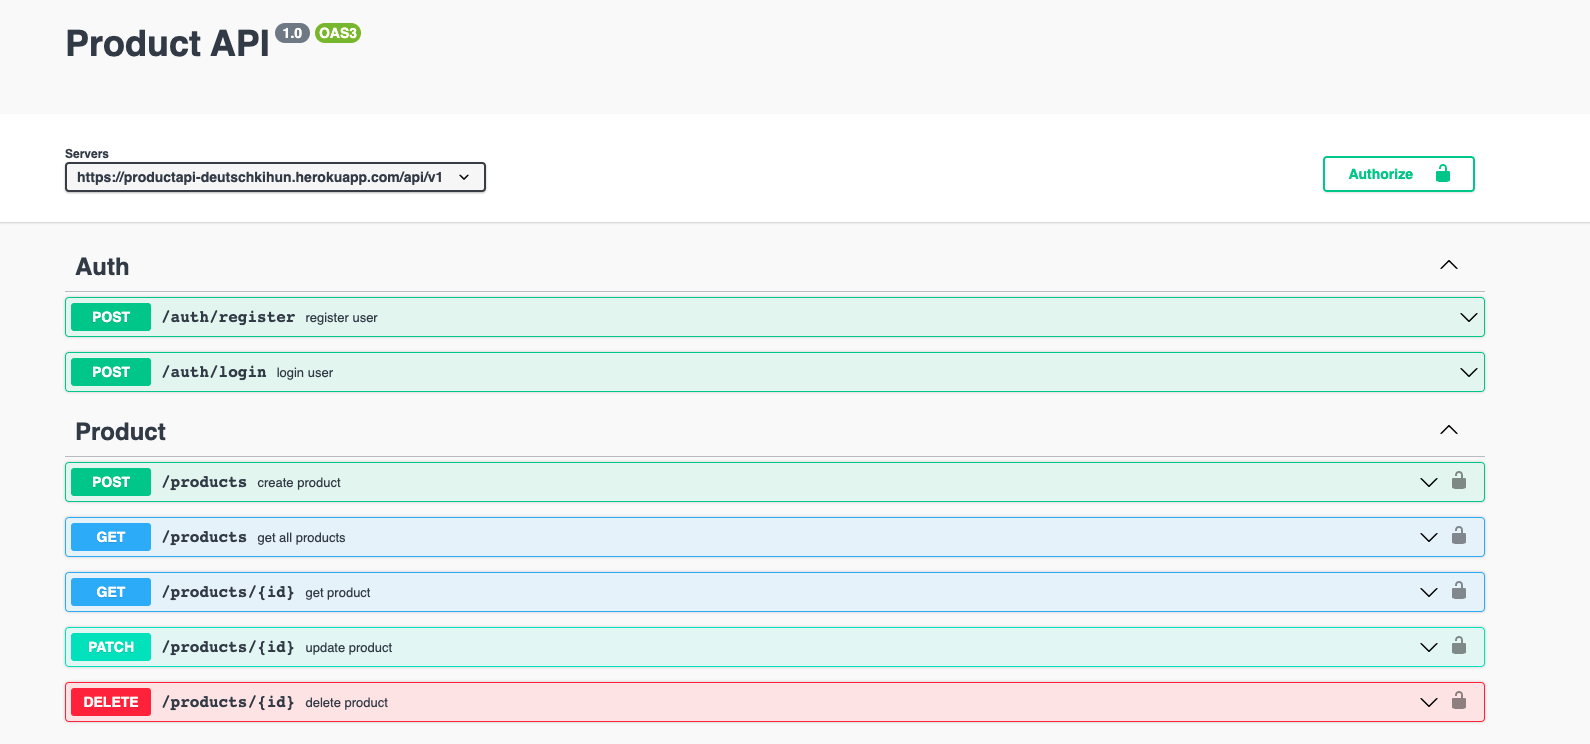 Product API 1.0 OAS3
Servers
https://productapi-deutschkihun.herokuapp.com/api/v1
Authorize
Auth
POST /auth/register register user
POST /auth/login login user
Product
POST /products create product
GET /products get all products
GET /products/{id} get product
PATCH /products/{id} update product
DELETE /products/{id} delete product